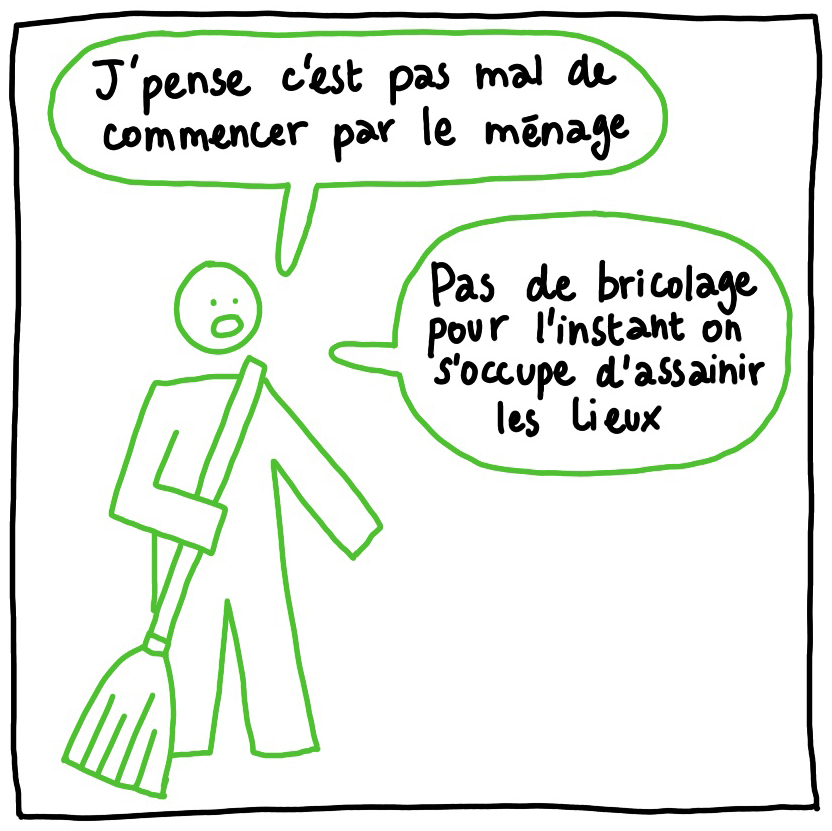 J'pense c'est pas mal de
commencer par le ménage
Pas de bricolage
pour l'instant on
s'occupe d'assainir
les lieux